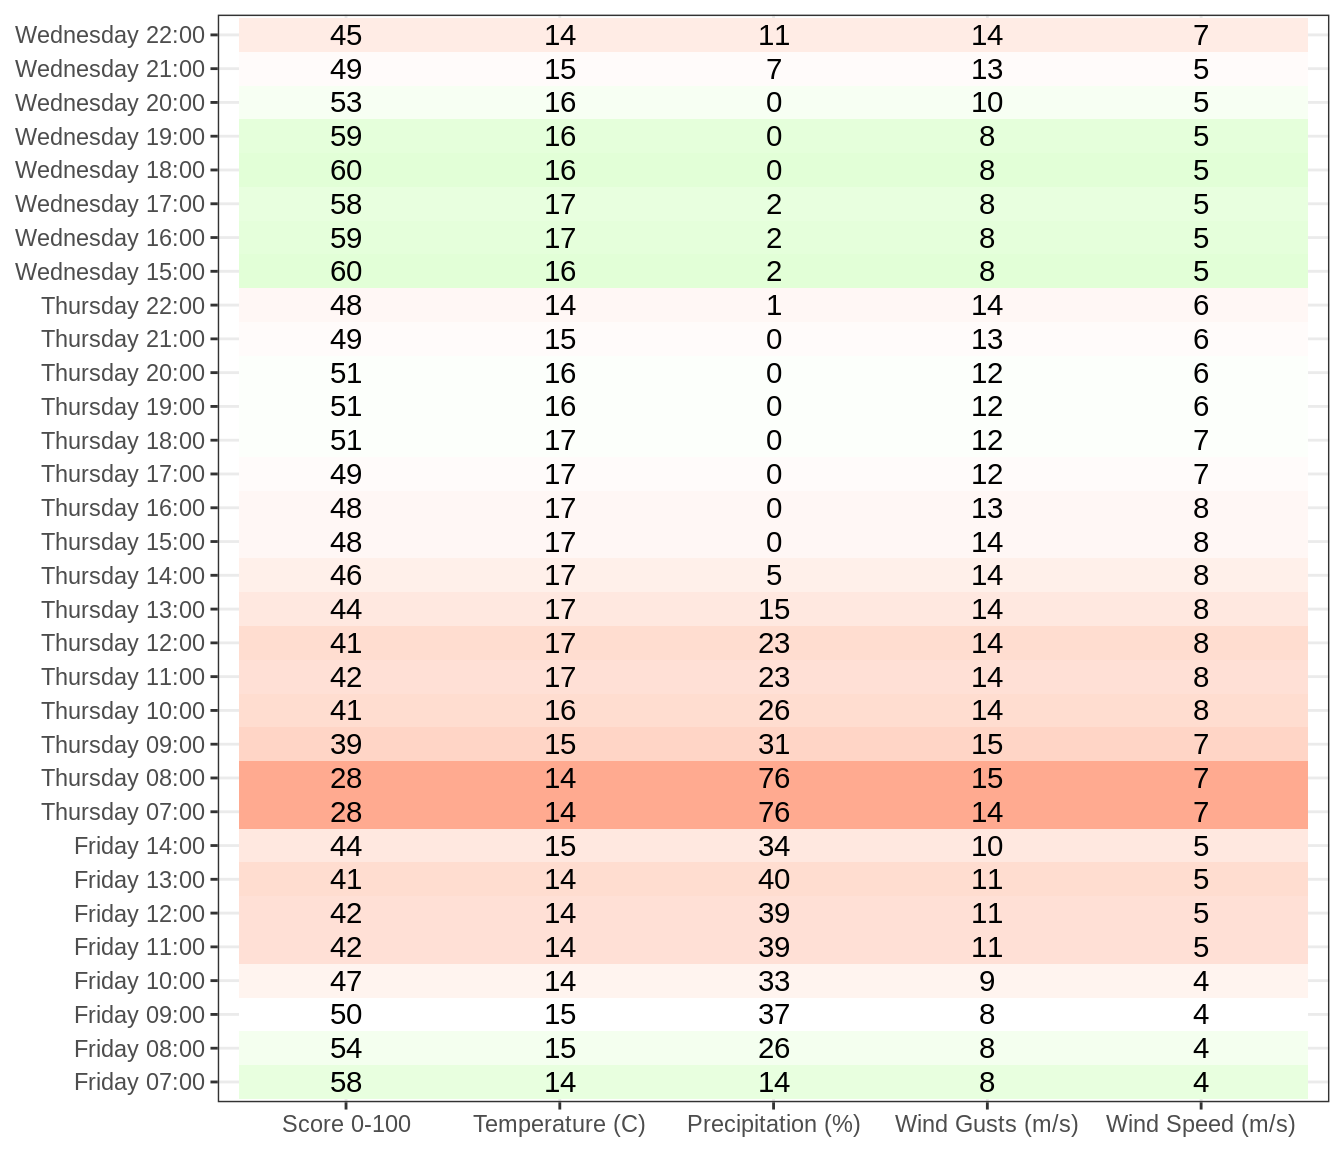 Wednesday 22:00 45 14 11 14 7
Wednesday 21:00 49 15 7 13 5
Wednesday 20:00 53 16 0 10 5
Wednesday 19:00 59 16 0 8 5
Wednesday 18:00 60 16 0 8 5
Wednesday 17:00 58 17 2 8 5
Wednesday 16:00 59 17 2 8 5
Wednesday 15:00 60 16 2 8 5
Thursday 22:00 48 14 1 14 6
Thursday 21:00 49 15 0 13 6
Thursday 20:00 51 16 0 12 6
Thursday 19:00 51 16 0 12 6
Thursday 18:00 51 17 0 12 7
Thursday 17:00 49 17 0 12 7
Thursday 16:00 48 17 0 13 8
Thursday 15:00 48 17 0 14 8
Thursday 14:00 46 17 5 14 8
Thursday 13:00 44 17 15 14 8
Thursday 12:00 41 17 23 14 8
Thursday 11:00 42 17 23 14 8
Thursday 10:00 41 16 26 14 8
Thursday 09:00 39 15 31 15 7
Thursday 08:00 28 14 76 15 7
Thursday 07:00 28 14 76 14 7
Friday 14:00 44 15 34 10 5
Friday 13:00 41 14 40 11 5
Friday 12:00 42 14 39 11 5
Friday 11:00 42 14 39 11 5
Friday 10:00 47 14 33 9 4
Friday 09:00 50 15 37 8 4
Friday 08:00 54 15 26 8 4
Friday 07:00 58 14 14 8 4
Score 0-100 Temperature (C) Precipitation (%) Wind Gusts (m/s) Wind Speed (m/s)